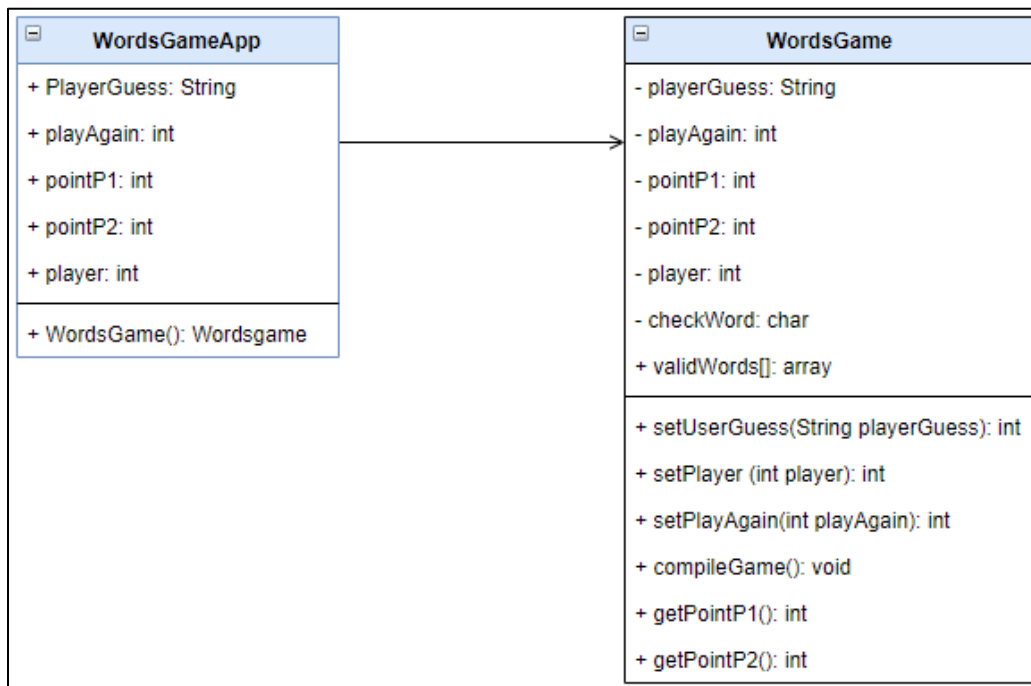 WordsGameApp
+ PlayerGuess: String
+ playAgain: int
+ pointP1: int
+ pointP2: int
+ player: int
+ WordsGame(): Wordsgame
WordsGame
- playerGuess: String
- playAgain: int
- pointP1: int
- pointP2: int
- player: int
- checkWord: char
+ validWords[]: array
+ setUserGuess(String playerGuess): int
+ setPlayer (int player): int
+ setPlayAgain(int playAgain): int
+ compileGame(): void
+ getPointP1(): int
+ getPointP2(): int